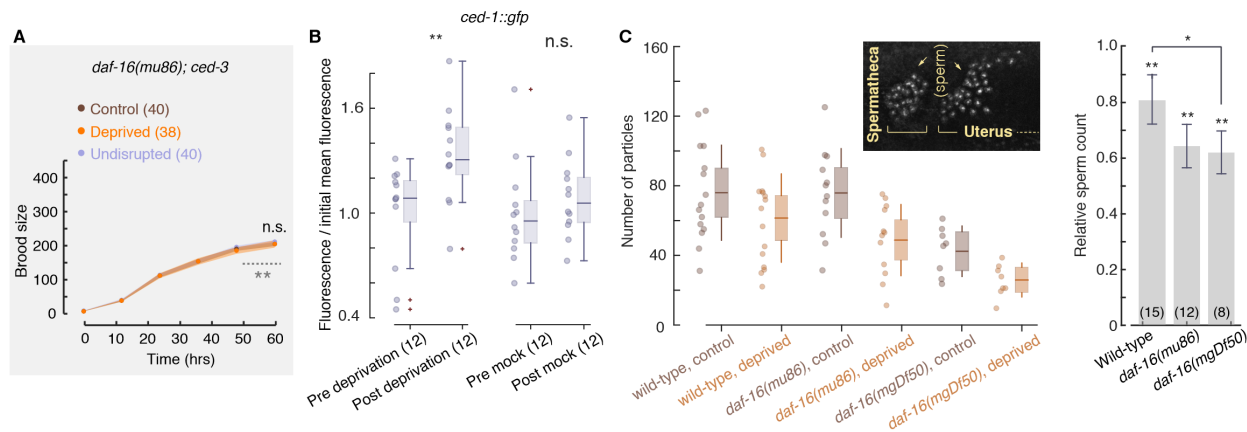 A
daf-16(mu86); ced-3
Control (40)
Deprived (38)
Undisrupted (40)
Brood size
400
300
200
100
0
n.s.
**
0 10 20 30 40 50 60
Time (hrs)
B
ced-1::gfp
**
n.s.
Fluorescence / initial mean fluorescence
1.6
1.0
0.4
Pre deprivation (12)
Post deprivation (12)
Pre mock (12)
Post mock (12)
C
Number of particles
160
120
80
40
0
Spermatheca
(sperm)
Uterus
wild-type, control
wild-type, deprived
daf-16(mu86), control
daf-16(mu86), deprived
daf-16(mgDf50), control
daf-16(mgDf50), deprived
Relative sperm count
1.0
0.8
0.6
0.4
0.2
0
*
**
**
**
(15)
(12)
(8)
Wild-type
daf-16(mu86)
daf-16(mgDf50)